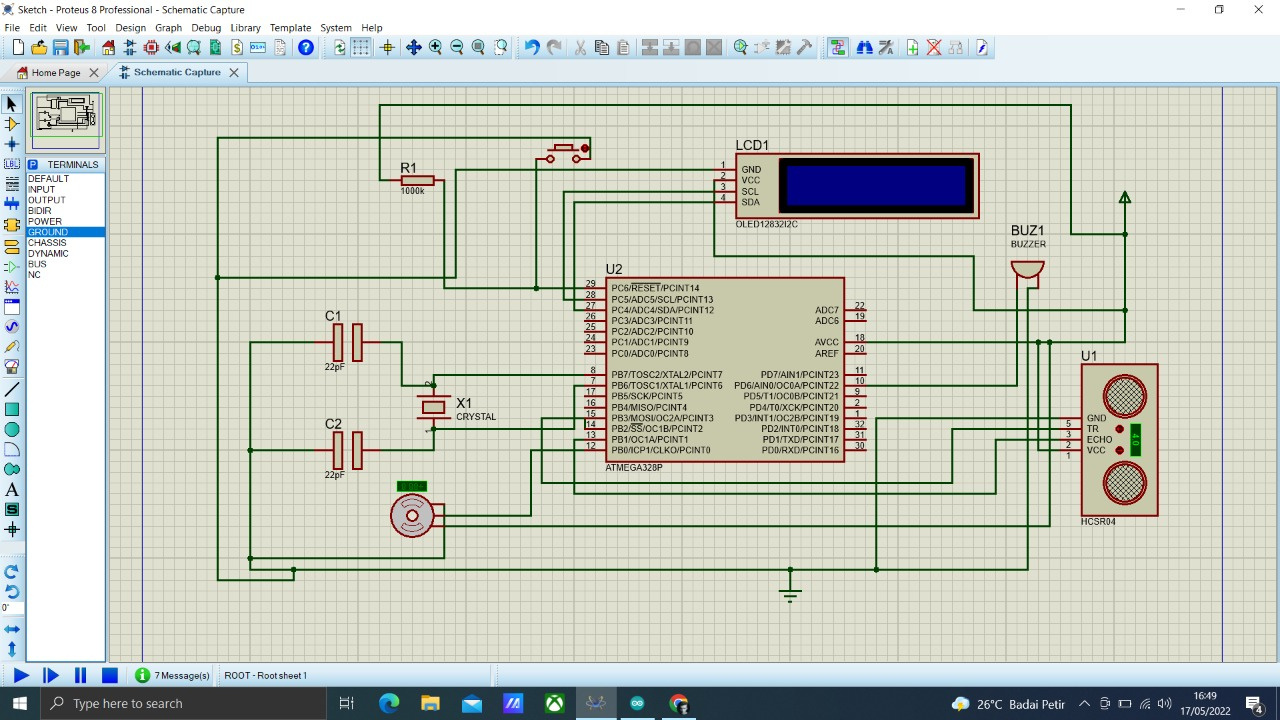 Sketch - Proteus 8 Professional - Schematic Capture
File Edit View Tool Design Graph Debug Library Template System Help
Home Page
Schematic Capture
P TERMINALS
DEFAULT
INPUT
OUTPUT
BIDIR
POWER
GROUND
CHASSIS
DYNAMIC
BUS
NC
LBL
A
S
0°
R1
1000k
LCD1
1 GND
2 VCC
3 SCL
4 SDA
OLED12832I2C
BUZ1
BUZZER
U2
29 PC6/RESET/PCINT14
28 PC5/ADC5/SCL/PCINT13
27 PC4/ADC4/SDA/PCINT12
26 PC3/ADC3/PCINT11
25 PC2/ADC2/PCINT10
24 PC1/ADC1/PCINT9
23 PC0/ADC0/PCINT8
8 PB7/TOSC2/XTAL2/PCINT7
7 PB6/TOSC1/XTAL1/PCINT6
17 PB5/SCK/PCINT5
16 PB4/MISO/PCINT4
15 PB3/MOSI/OC2A/PCINT3
14 PB2/SS/OC1B/PCINT2
13 PB1/OC1A/PCINT1
12 PB0/ICP1/CLKO/PCINT0
ADC7 22
ADC6 19
AVCC 18
AREF 20
PD7/AIN1/PCINT23 11
PD6/AIN0/OC0A/PCINT22 10
PD5/T1/OC0B/PCINT21 9
PD4/T0/XCK/PCINT20 2
PD3/INT1/OC2B/PCINT19 1
PD2/INT0/PCINT18 32
PD1/TXD/PCINT17 31
PD0/RXD/PCINT16 30
ATMEGA328P
C1
22pF
C2
22pF
2
X1
CRYSTAL
1
U1
GND
5 TR
3 ECHO
2 VCC
1
HCSR04
7 Message(s)
ROOT - Root sheet 1
Type here to search
26°C Badai Petir
16:49
17/05/2022
4